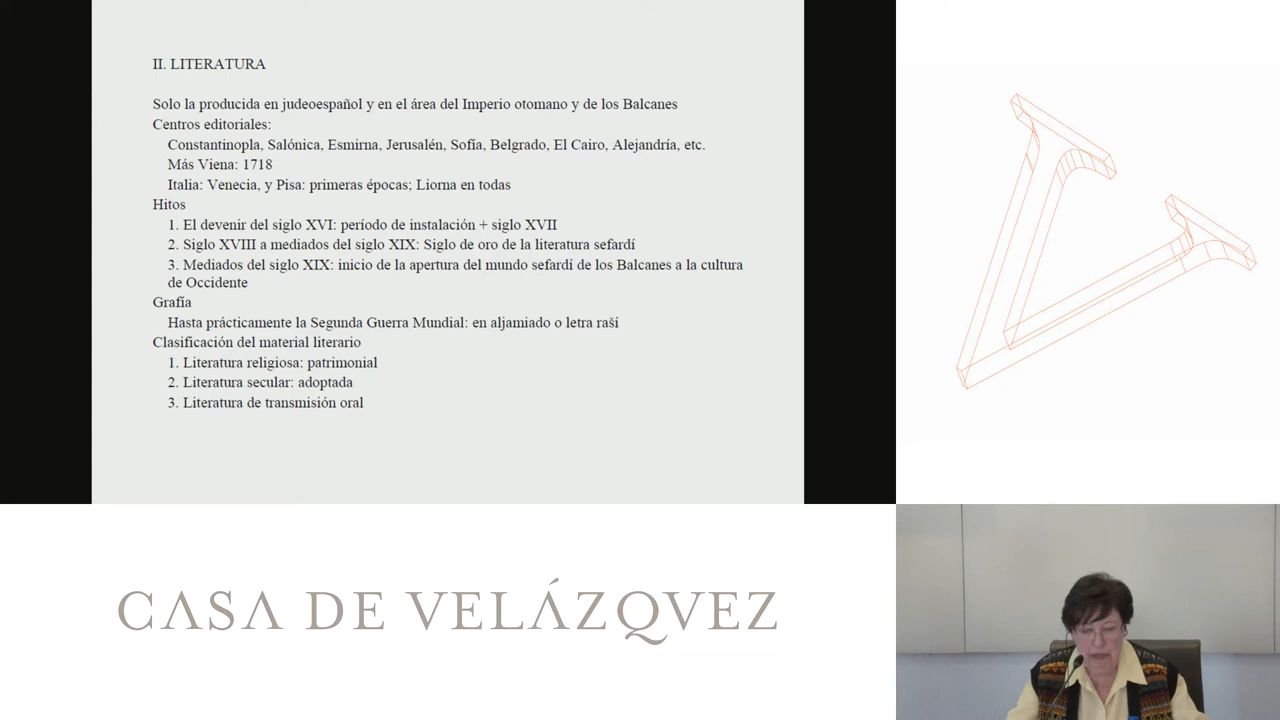 II. LITERATURA
Solo la producida en judeoespañol y en el área del Imperio otomano y de los Balcanes
Centros editoriales:
Constantinopla, Salónica, Esmirna, Jerusalén, Sofía, Belgrado, El Cairo, Alejandría, etc.
Más Viena: 1718
Italia: Venecia, y Pisa: primeras épocas; Liorna en todas
Hitos
1. El devenir del siglo XVI: período de instalación + siglo XVII
2. Siglo XVIII a mediados del siglo XIX: Siglo de oro de la literatura sefardí
3. Mediados del siglo XIX: inicio de la apertura del mundo sefardí de los Balcanes a la cultura
de Occidente
Grafía
Hasta prácticamente la Segunda Guerra Mundial: en aljamiado o letra raší
Clasificación del material literario
1. Literatura religiosa: patrimonial
2. Literatura secular: adoptada
3. Literatura de transmisión oral
V
CASA DE VELÁZQVEZ